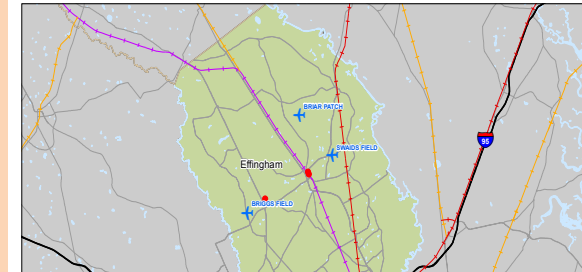 BRIAR PATCH
SWAIDS FIELD
95
Effingham
BRIGGS FIELD